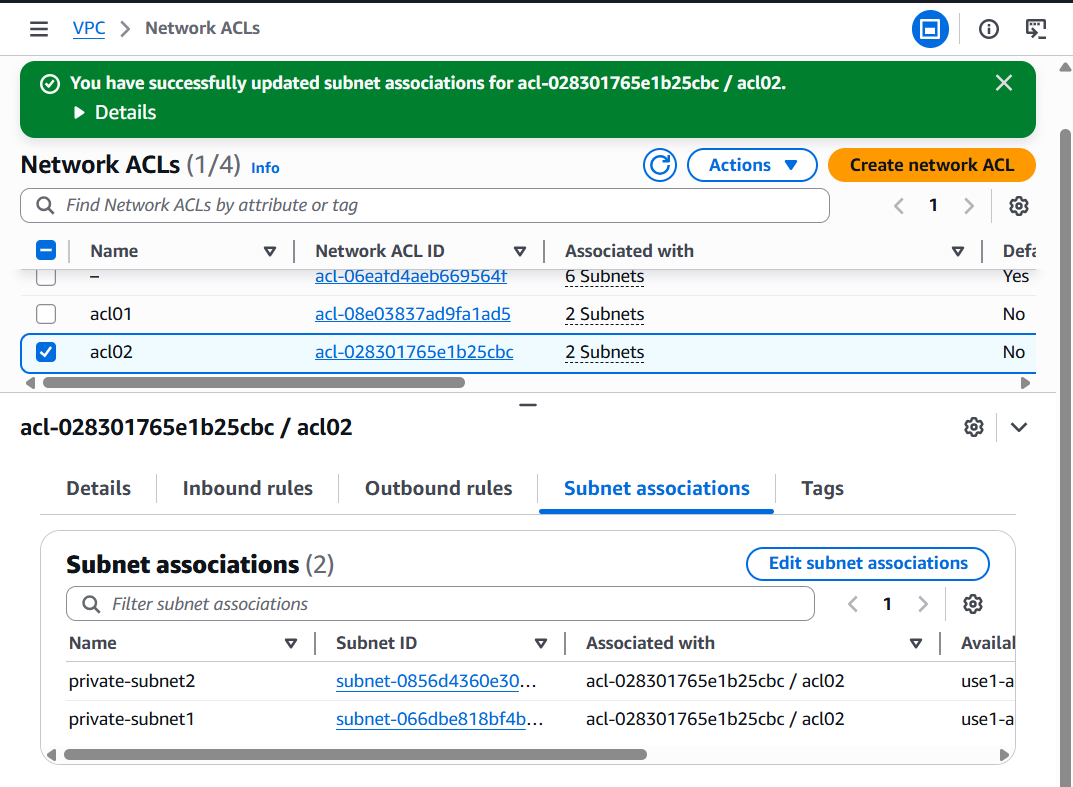 VPC > Network ACLs
You have successfully updated subnet associations for acl-028301765e1b25cbc / acl02.
Details
Network ACLs (1/4) Info
Actions
Create network ACL
Find Network ACLs by attribute or tag
1
Name Network ACL ID Associated with Defa
– acl-06eafd4aeb669564f 6 Subnets Yes
acl01 acl-08e03837ad9fa1ad5 2 Subnets No
acl02 acl-028301765e1b25cbc 2 Subnets No
acl-028301765e1b25cbc / acl02
Details Inbound rules Outbound rules Subnet associations Tags
Subnet associations (2)
Edit subnet associations
Filter subnet associations
1
Name Subnet ID Associated with Availal
private-subnet2 subnet-0856d4360e30... acl-028301765e1b25cbc / acl02 use1-a
private-subnet1 subnet-066dbe818bf4b... acl-028301765e1b25cbc / acl02 use1-a